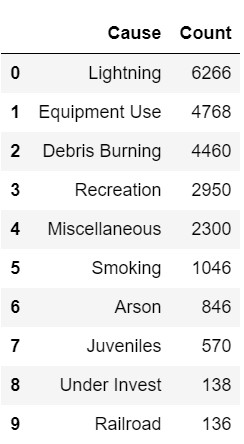 Cause Count
0 Lightning 6266
1 Equipment Use 4768
2 Debris Burning 4460
3 Recreation 2950
4 Miscellaneous 2300
5 Smoking 1046
6 Arson 846
7 Juveniles 570
8 Under Invest 138
9 Railroad 136